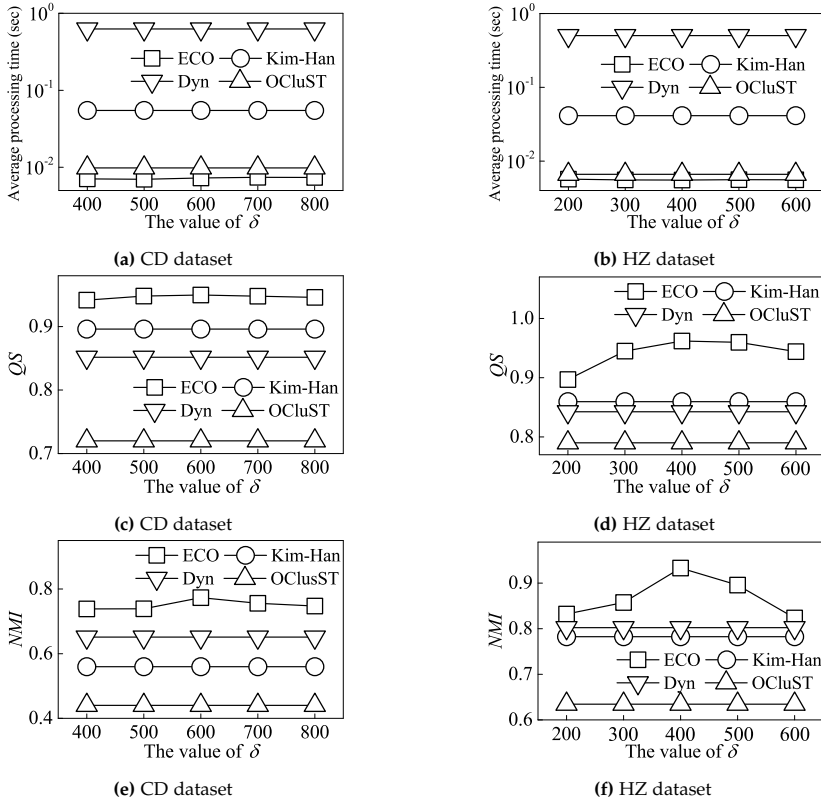 10^0
10^-1
10^-2
Average processing time (sec)
ECO
Kim-Han
Dyn
OCluST
400 500 600 700 800
The value of δ
(a) CD dataset
10^0
10^-1
10^-2
Average processing time (sec)
ECO
Kim-Han
Dyn
OCluST
200 300 400 500 600
The value of δ
(b) HZ dataset
0.9
0.8
0.7
QS
ECO
Kim-Han
Dyn
OCluST
400 500 600 700 800
The value of δ
(c) CD dataset
1.0
0.9
0.8
QS
ECO
Kim-Han
Dyn
OCluST
200 300 400 500 600
The value of δ
(d) HZ dataset
0.8
0.6
0.4
NMI
ECO
Kim-Han
Dyn
OClusST
400 500 600 700 800
The value of δ
(e) CD dataset
0.9
0.8
0.7
0.6
NMI
ECO
Kim-Han
Dyn
OCluST
200 300 400 500 600
The value of δ
(f) HZ dataset